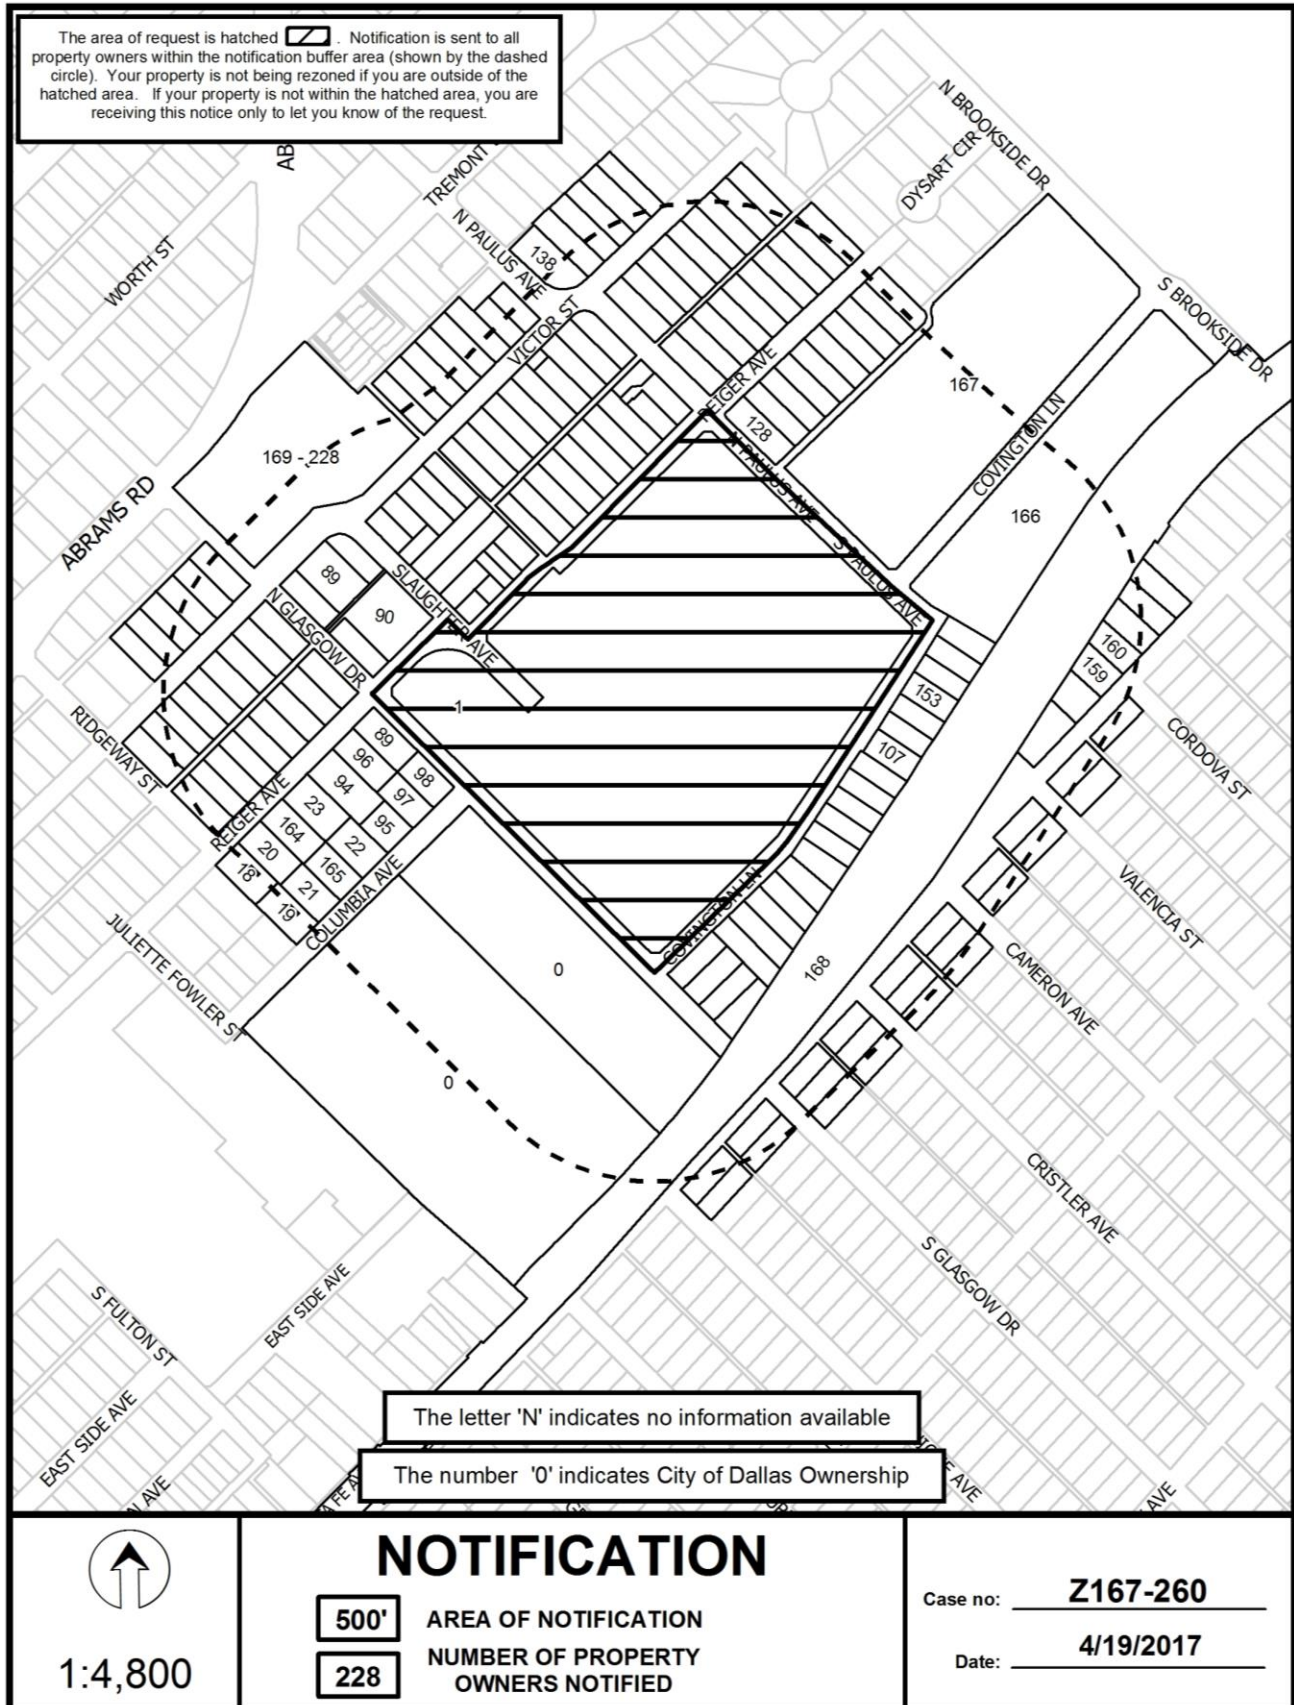 The area of request is hatched . Notification is sent to all
property owners within the notification buffer area (shown by the dashed
circle). Your property is not being rezoned if you are outside of the
hatched area. If your property is not within the hatched area, you are
receiving this notice only to let you know of the request.
AB
TREMONT
N BROOKSIDE DR
DYSART CIR
N PAULUS AVE
138
WORTH ST
VICTOR ST
S BROOKSIDE DR
REIGER AVE
167
128
N PAULUS AVE
COVINGTON LN
169 - 228
166
ABRAMS RD
S PAULUS AVE
89
SLAUGHTER AVE
90
N GLASGOW DR
160
159
153
1
107
CORDOVA ST
RIDGEWAY ST
89
96
98
94
97
23
95
REIGER AVE
164
22
20
165
18
21
19
COLUMBIA AVE
VALENCIA ST
COVINGTON LN
JULIETTE FOWLER ST
0
168
CAMERON AVE
0
CRISTLER AVE
S GLASGOW DR
S FULTON ST
EAST SIDE AVE
EAST SIDE AVE
The letter 'N' indicates no information available
The number '0' indicates City of Dallas Ownership
AVE
N AVE
FE A
AVE
1:4,800
NOTIFICATION
500' AREA OF NOTIFICATION
228 NUMBER OF PROPERTY
OWNERS NOTIFIED
Case no: Z167-260
Date: 4/19/2017